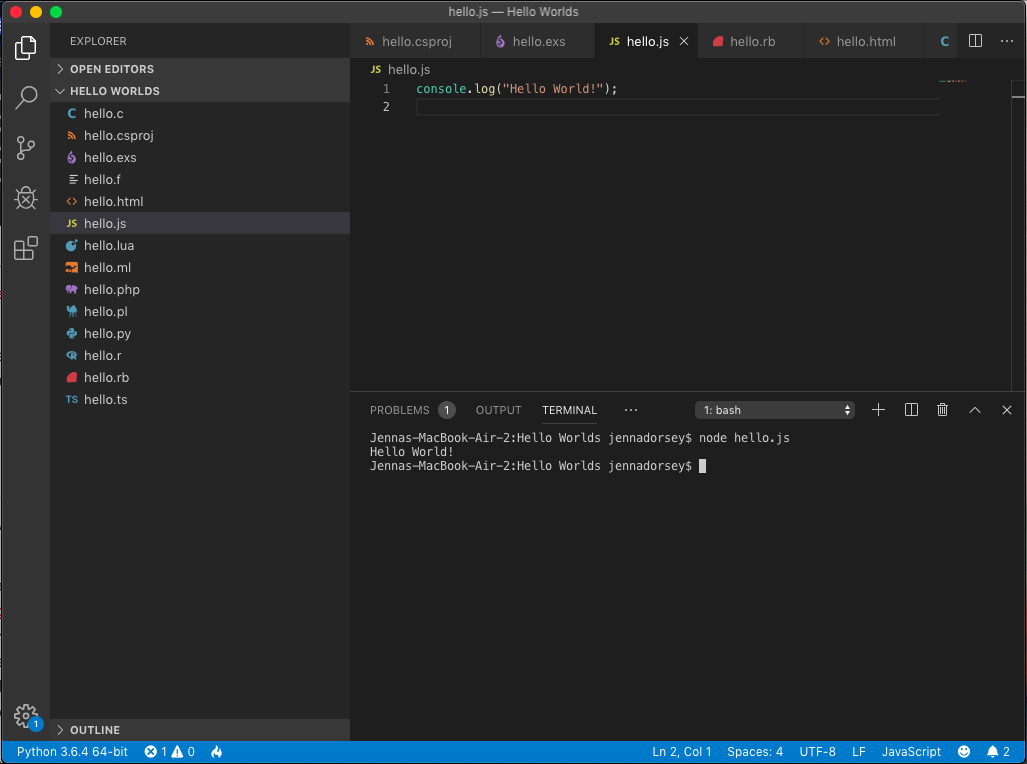 hello.js — Hello Worlds
EXPLORER
OPEN EDITORS
HELLO WORLDS
C hello.c
hello.csproj
hello.exs
hello.f
<> hello.html
JS hello.js
hello.lua
hello.ml
hello.php
hello.pl
hello.py
R hello.r
hello.rb
TS hello.ts
OUTLINE
1
hello.csproj hello.exs JS hello.js × hello.rb <> hello.html C ...
JS hello.js
1 console.log("Hello World!");
2
PROBLEMS 1 OUTPUT TERMINAL ... 1: bash
Jennas-MacBook-Air-2:Hello Worlds jennadorsey$ node hello.js
Hello World!
Jennas-MacBook-Air-2:Hello Worlds jennadorsey$
Python 3.6.4 64-bit 1 0 Ln 2, Col 1 Spaces: 4 UTF-8 LF JavaScript 2